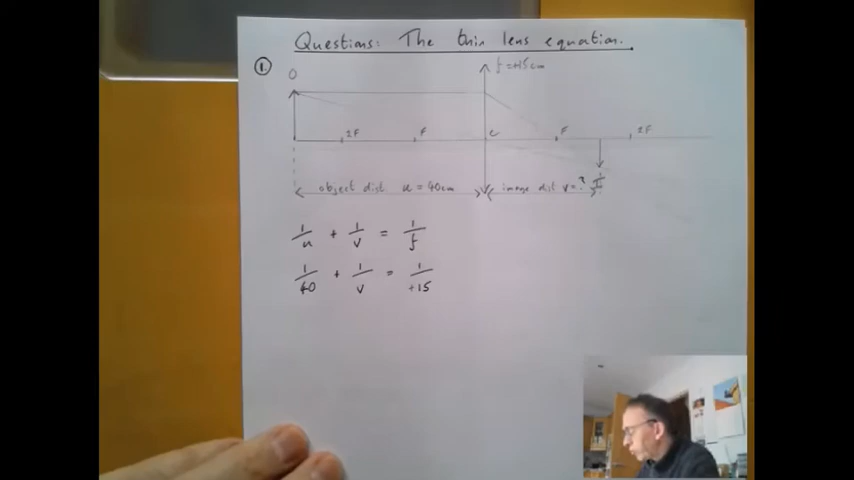 Questions: The thin lens equation.
1.
O
f=+15cm
2F F C F 2F
I
object dist u = 40cm image dist v = ?
1/u + 1/v = 1/f
1/40 + 1/v = 1/+15